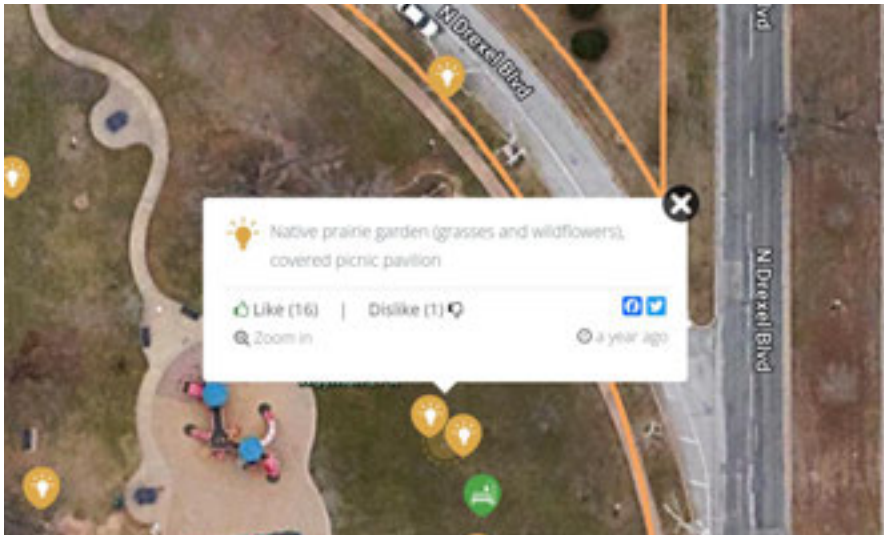 N Drexel Blvd
vd
Native prairie garden (grasses and wildflowers),
covered picnic pavilion
Like (16) | Dislike (1)
Zoom in
a year ago
N Drexel Blvd